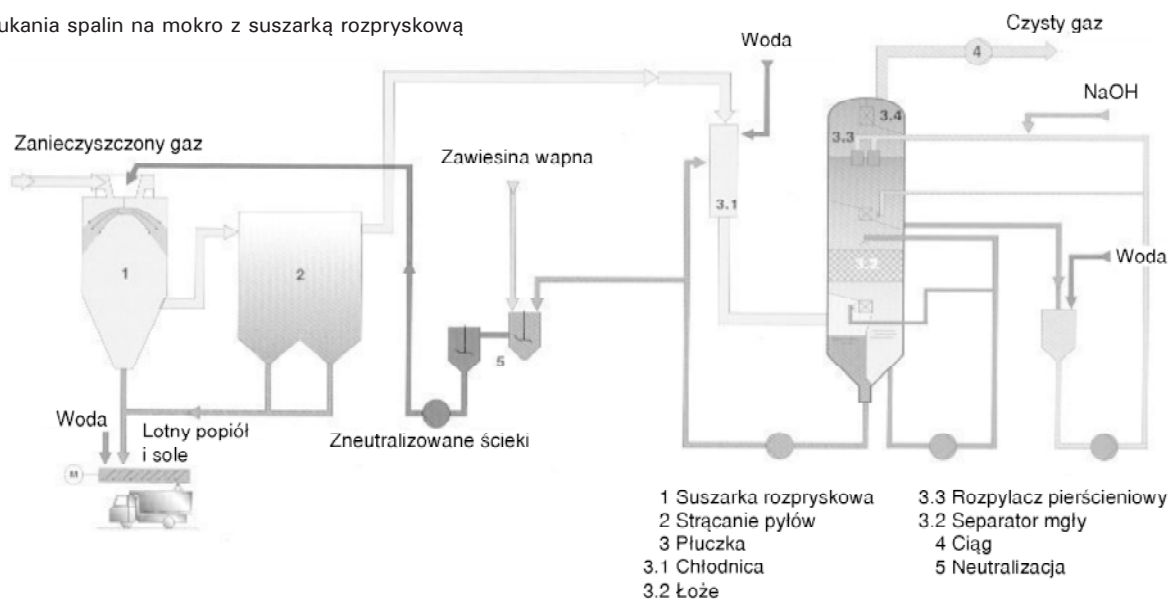 ukania spalin na mokro z suszarką rozpryskową
Czysty gaz
4
Woda
NaOH
3.4
3.3
Zanieczyszczony gaz
Zawiesina wapna
3.1
1
2
3.2
Woda
5
Woda
Lotny popiół
i sole
Zneutralizowane ścieki
M
1 Suszarka rozpryskowa
2 Strącanie pyłów
3 Płuczka
3.1 Chłodnica
3.2 Łoże
3.3 Rozpylacz pierścieniowy
3.2 Separator mgły
4 Ciąg
5 Neutralizacja